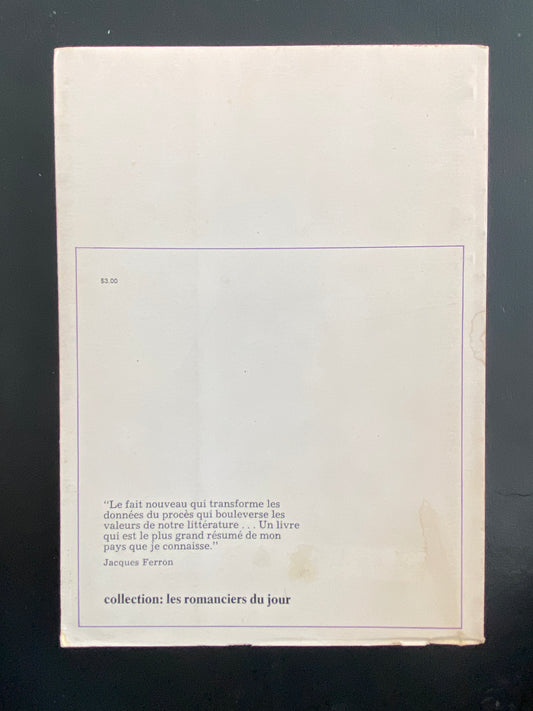 $3.00
“Le fait nouveau qui transforme les
données du procès qui bouleverse les
valeurs de notre littérature . . . Un livre
qui est le plus grand résumé de mon
pays que je connaisse.”
Jacques Ferron
collection: les romanciers du jour